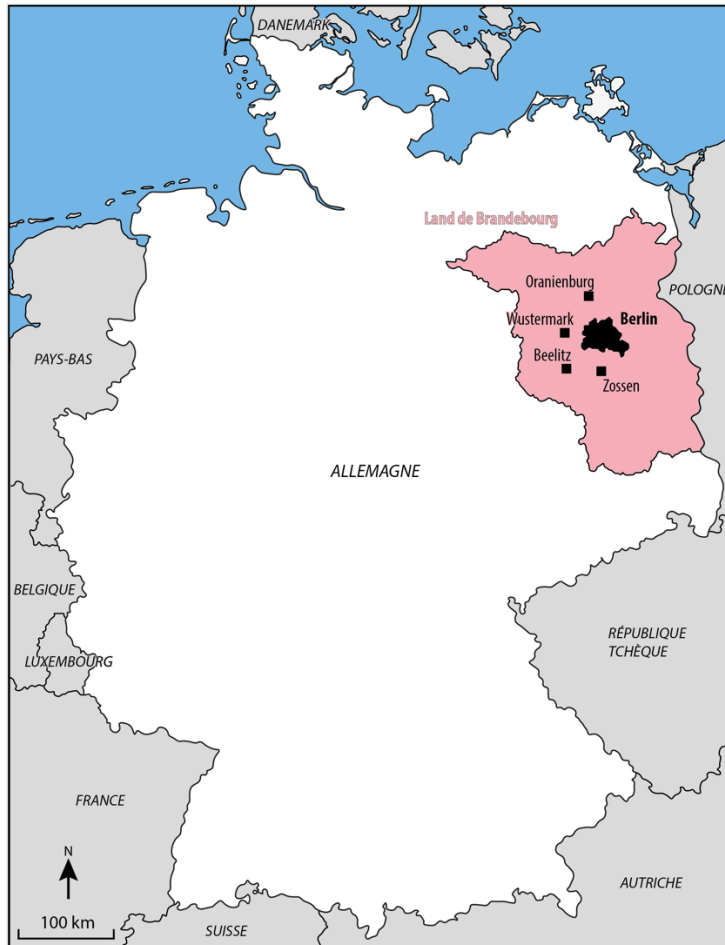 DANEMARK
Land de Brandebourg
Oranienburg
POLOGNE
Wustermark
Berlin
Beelitz
PAYS-BAS
Zossen
ALLEMAGNE
BELGIQUE
RÉPUBLIQUE
TCHÈQUE
LUXEMBOURG
FRANCE
N
AUTRICHE
100 km
SUISSE